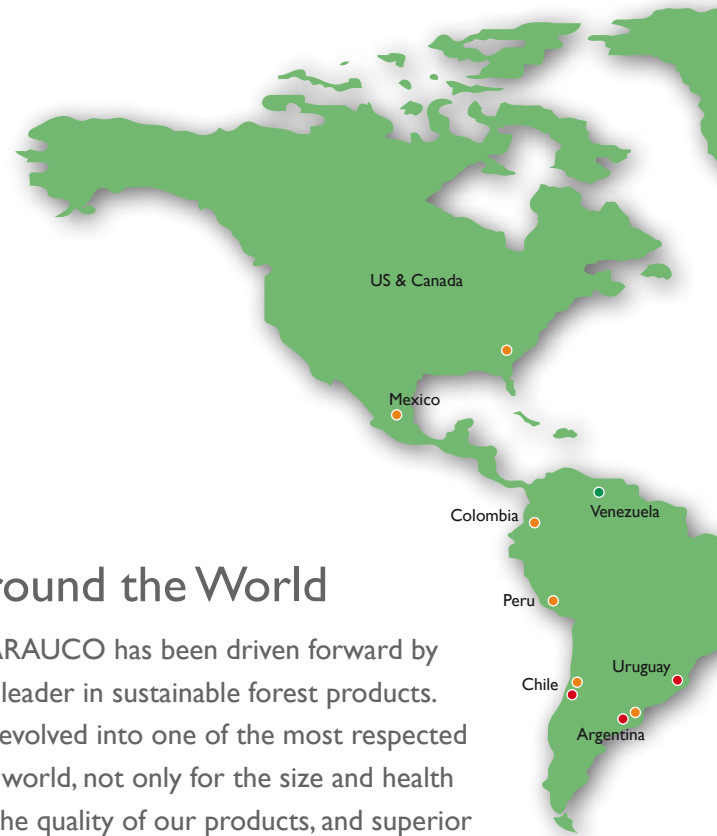 US & Canada
Mexico
Colombia
Venezuela
Peru
Uruguay
Chile
Argentina
round the World
ARAUCO has been driven forward by
leader in sustainable forest products.
evolved into one of the most respected
world, not only for the size and health
he quality of our products, and superior